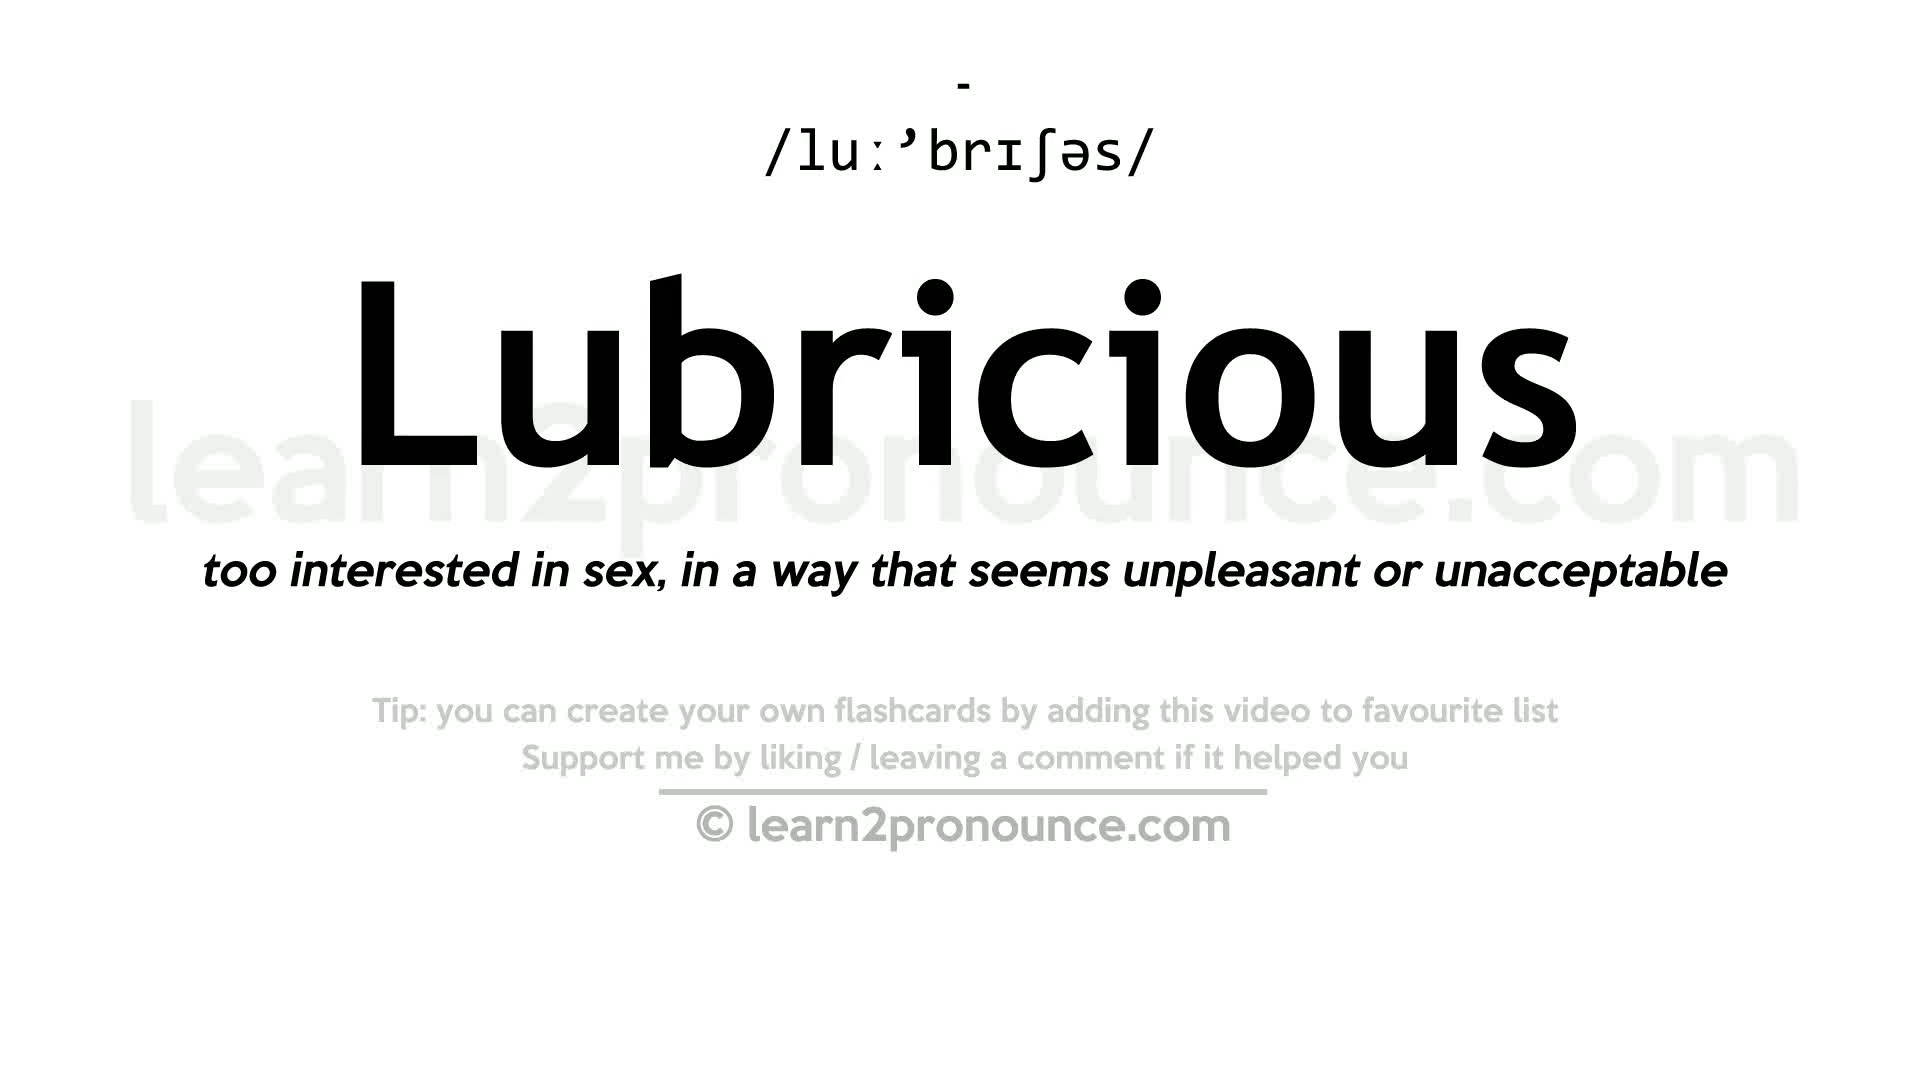 -
/luːʼbrɪʃəs/
Lubricious
learn2pronounce.com
too interested in sex, in a way that seems unpleasant or unacceptable
Tip: you can create your own flashcards by adding this video to favourite list
Support me by liking / leaving a comment if it helped you
© learn2pronounce.com